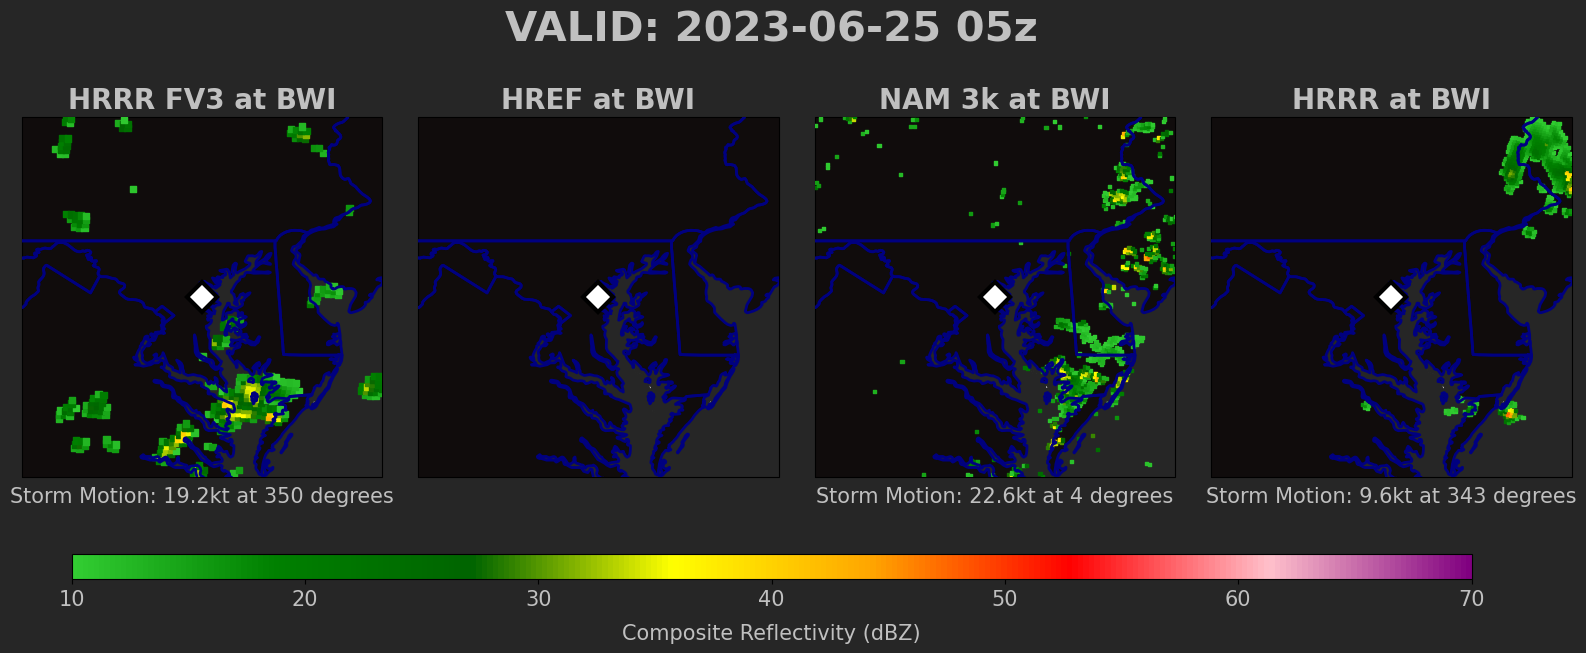 VALID: 2023-06-25 05z
HRRR FV3 at BWI
HREF at BWI
NAM 3k at BWI
HRRR at BWI
Storm Motion: 19.2kt at 350 degrees
Storm Motion: 22.6kt at 4 degrees
Storm Motion: 9.6kt at 343 degrees
10 20 30 40 50 60 70
Composite Reflectivity (dBZ)